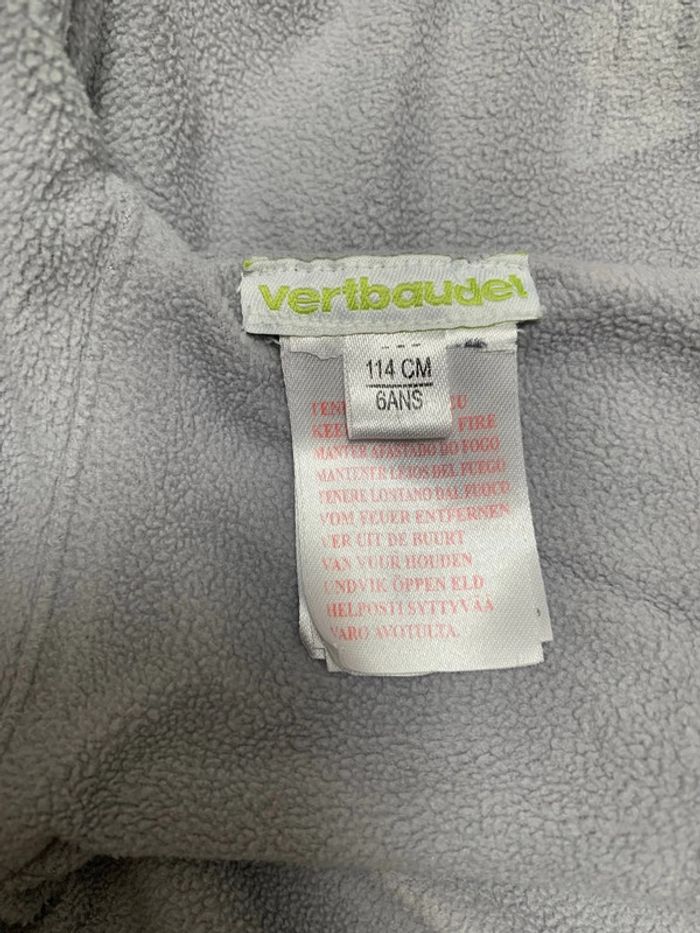 vertbaudet
114 CM
6ANS
FIRE
MANTER AFASTADO DO FOGO
MANTENER LEJOS DEL FUEGO
TENERE LONTANO DAL FUOCO
VOM FEUER ENTFERNEN
VER UIT DE BUURT
VAN VUUR HOUDEN
UNDVIK ÖPPEN ELD
HELPOSTI SYTTYVÄÄ
VARO AVOTULTA.